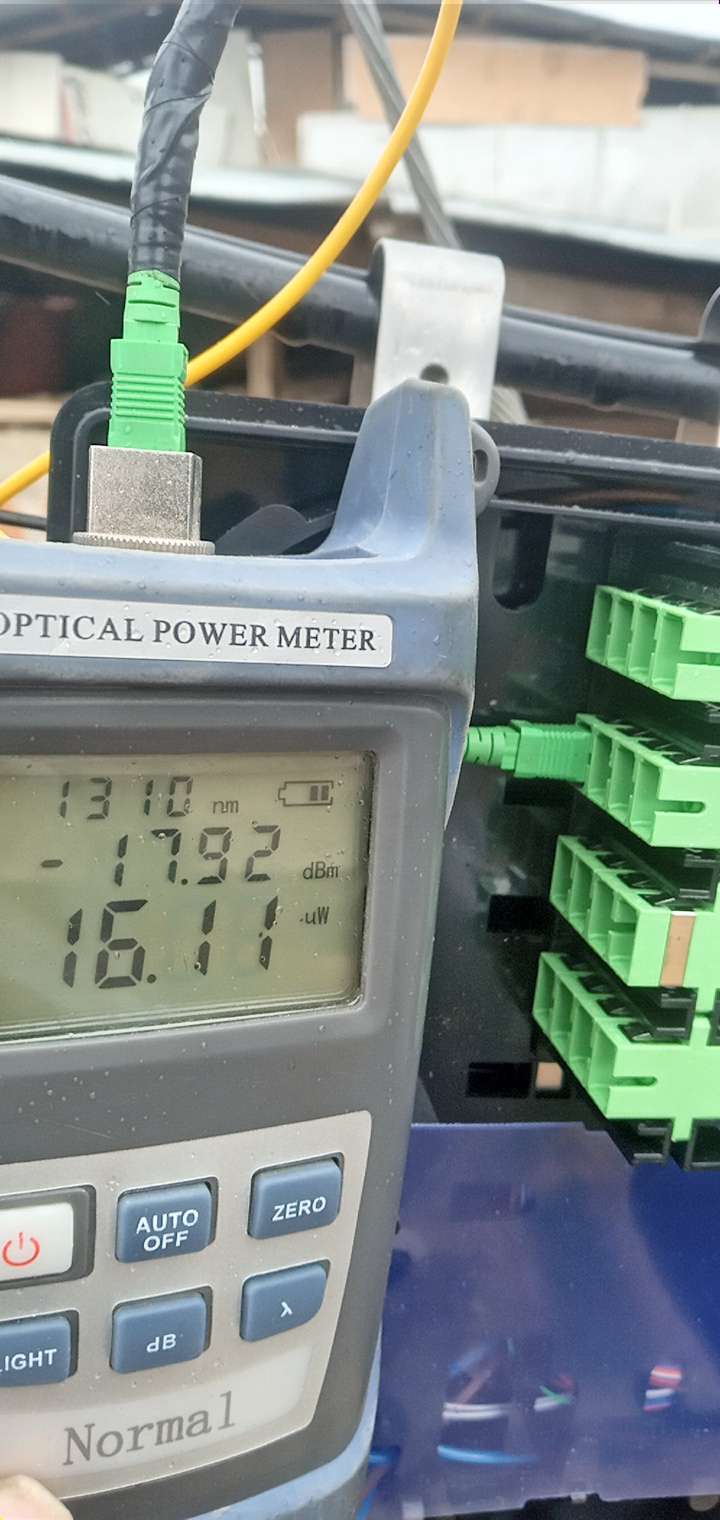 OPTICAL POWER METER
1310 nm
-17.92 dBm
16.11 uW
AUTO OFF
ZERO
LIGHT
dB
λ
Normal